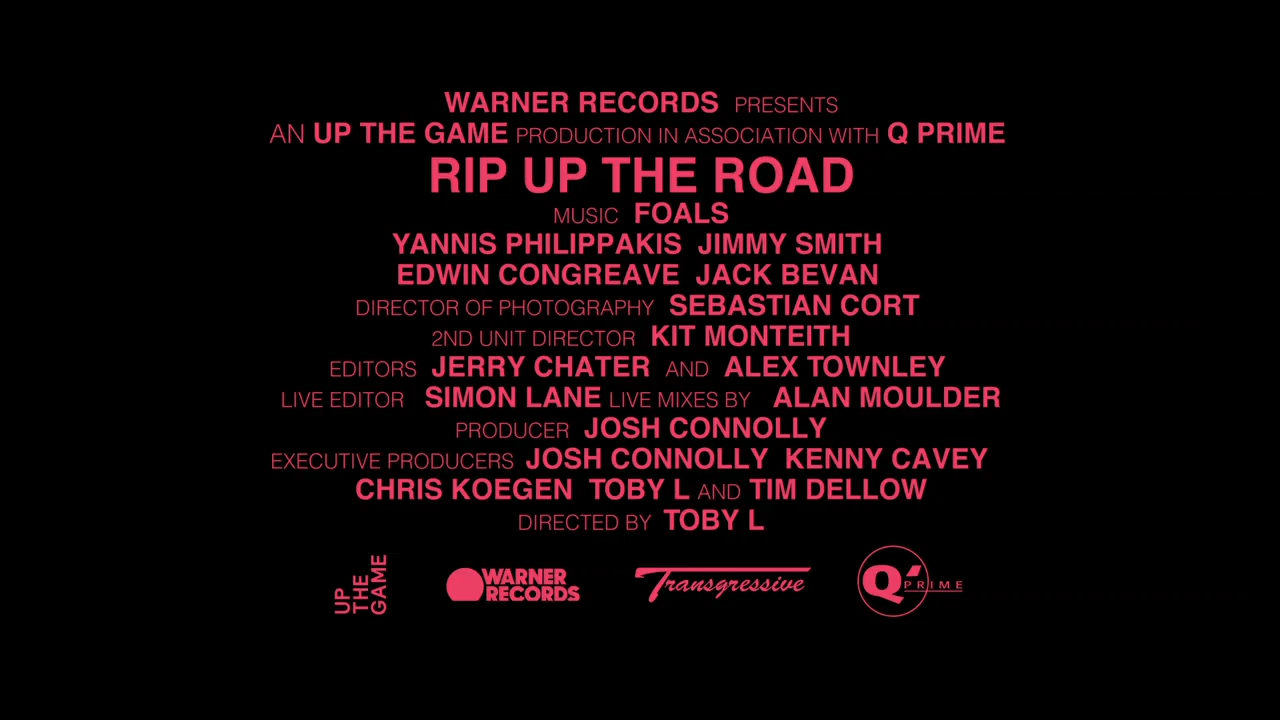 WARNER RECORDS PRESENTS
AN UP THE GAME PRODUCTION IN ASSOCIATION WITH Q PRIME
RIP UP THE ROAD
MUSIC FOALS
YANNIS PHILIPPAKIS JIMMY SMITH
EDWIN CONGREAVE JACK BEVAN
DIRECTOR OF PHOTOGRAPHY SEBASTIAN CORT
2ND UNIT DIRECTOR KIT MONTEITH
EDITORS JERRY CHATER AND ALEX TOWNLEY
LIVE EDITOR SIMON LANE LIVE MIXES BY ALAN MOULDER
PRODUCER JOSH CONNOLLY
EXECUTIVE PRODUCERS JOSH CONNOLLY KENNY CAVEY
CHRIS KOEGEN TOBY L AND TIM DELLOW
DIRECTED BY TOBY L
UP
THE
GAME
WARNER
RECORDS
Transgressive
Q PRIME